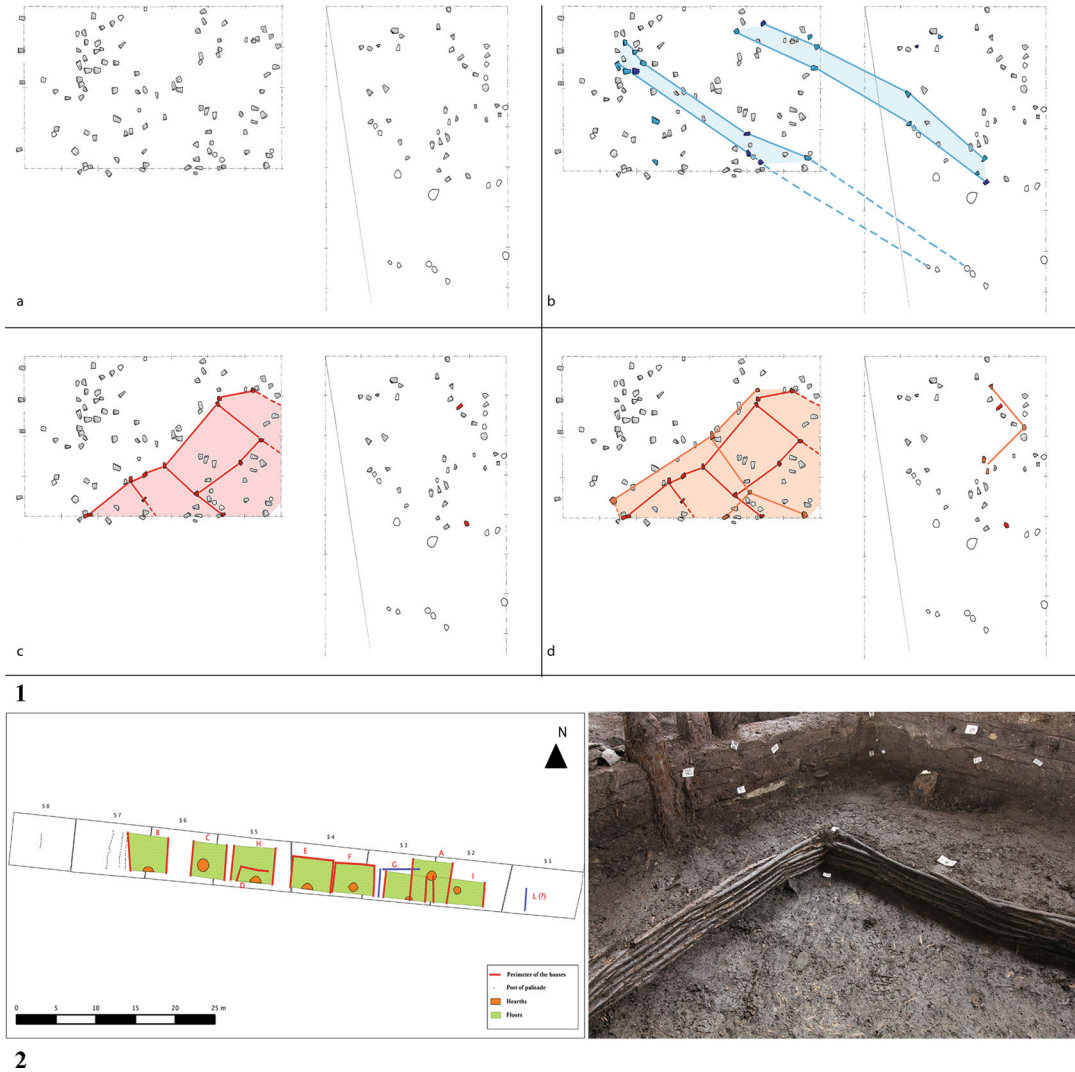 a
b
c
d
1
N
S 8
S 7
S 6
S 5
S 4
S 3
S 2
S 1
B
C
H
D
E
F
G
A
I
L (?)
Perimeter of the houses
Post of palisade
Hearths
Floors
0 5 10 15 20 25 m
2